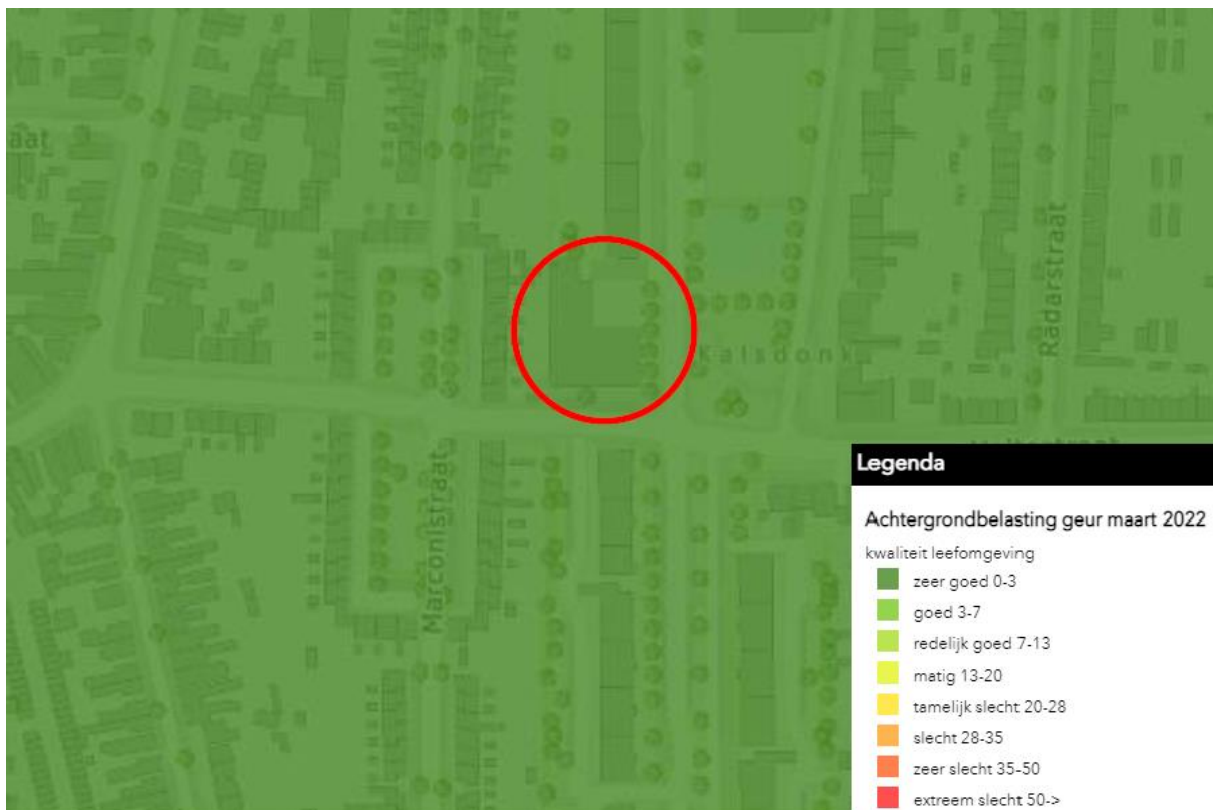 aat
Kalsdonk
Radarstraat
Marconistraat
Legenda
Achtergrondbelasting geur maart 2022
kwaliteit leefomgeving
zeer goed 0-3
goed 3-7
redelijk goed 7-13
matig 13-20
tamelijk slecht 20-28
slecht 28-35
zeer slecht 35-50
extreem slecht 50->